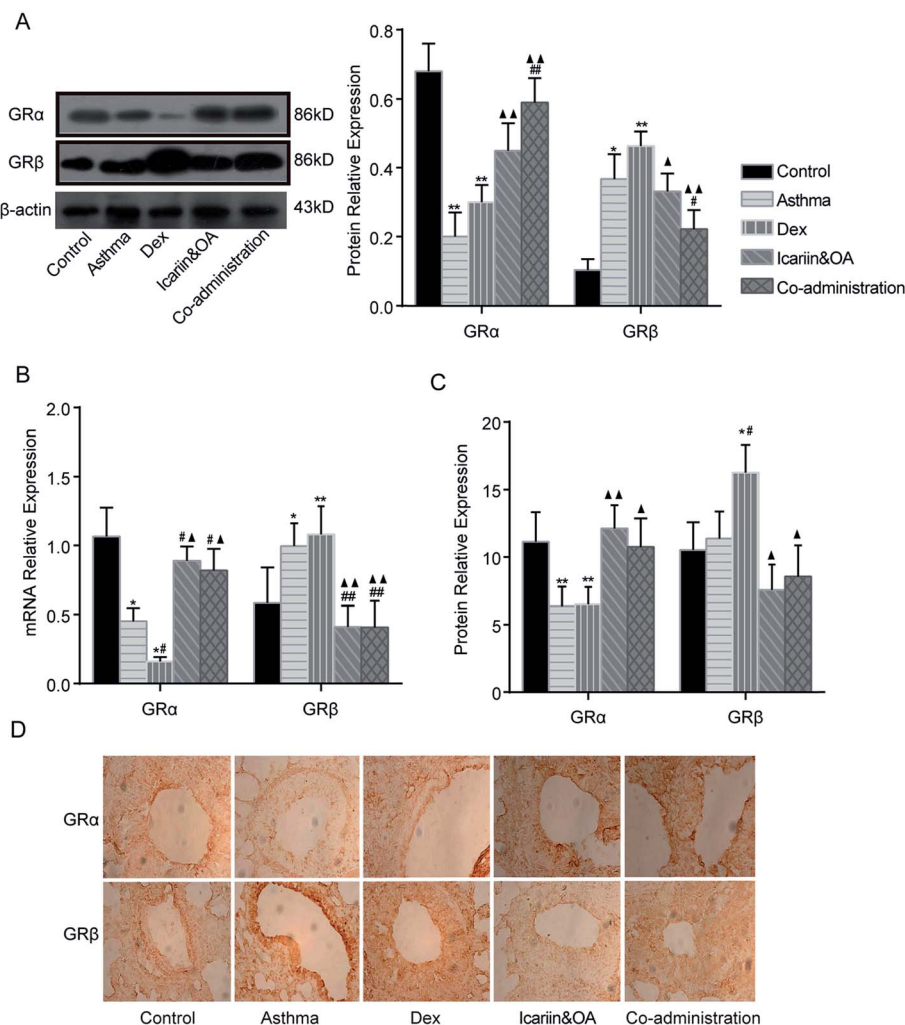 A
GRα
86kD
GRβ
86kD
β-actin
43kD
Control
Asthma
Dex
Icariin&OA
Co-administration
Protein Relative Expression
0.8
0.6
0.4
0.2
0.0
**
**
▲▲
▲▲
##
*
**
▲
▲▲
#
GRα
GRβ
Control
Asthma
Dex
Icariin&OA
Co-administration
B
mRNA Relative Expression
2.0
1.5
1.0
0.5
0.0
*
*#
#▲
#▲
*
**
▲▲
##
▲▲
##
GRα
GRβ
C
Protein Relative Expression
20
15
10
5
0
**
**
▲▲
▲
*#
▲
▲
GRα
GRβ
D
GRα
GRβ
Control
Asthma
Dex
Icariin&OA
Co-administration